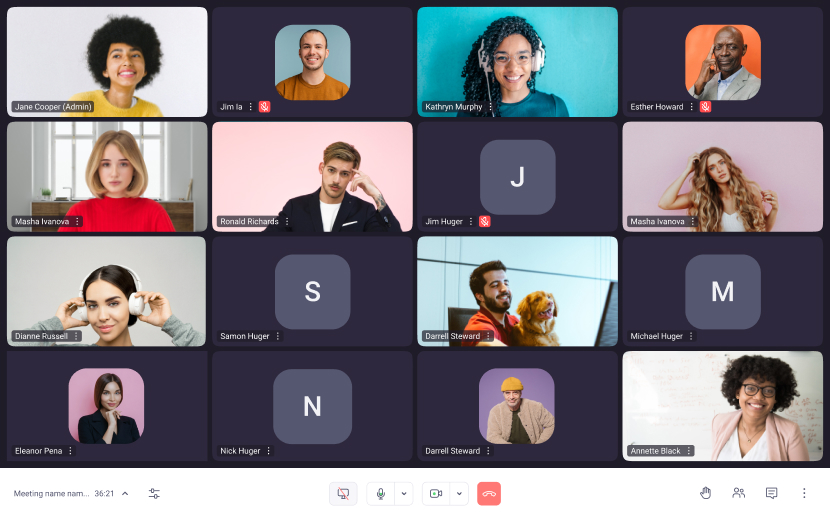 Jane Cooper (Admin)
Jim Ia
Kathryn Murphy
Esther Howard
Masha Ivanova
Ronald Richards
J
Jim Huger
Masha Ivanova
Dianne Russell
S
Samon Huger
Darrell Steward
M
Michael Huger
Eleanor Pena
N
Nick Huger
Darrell Steward
Annette Black
Meeting name nam... 36:21